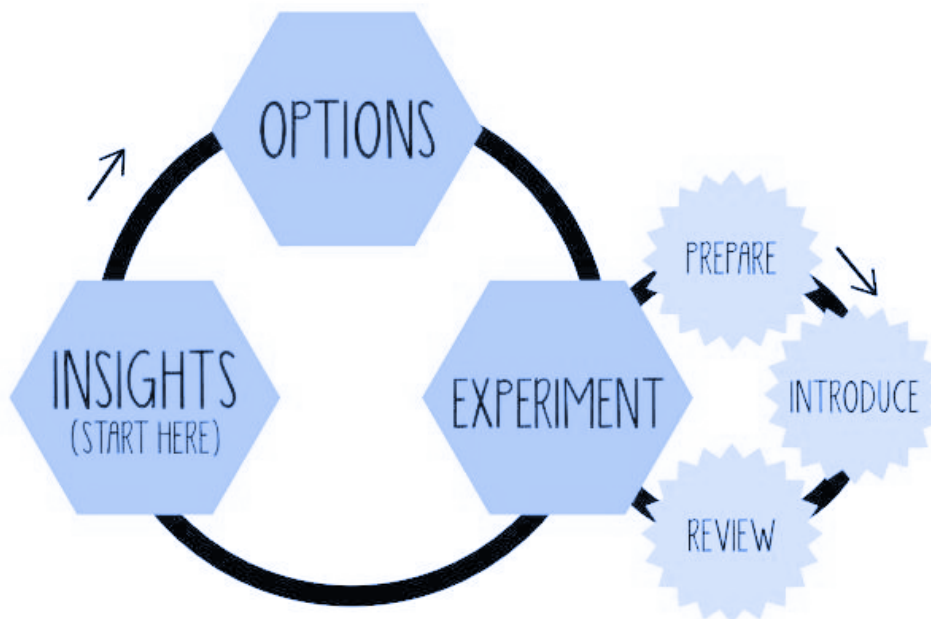 OPTIONS
INSIGHTS
(START HERE)
EXPERIMENT
PREPARE
INTRODUCE
REVIEW